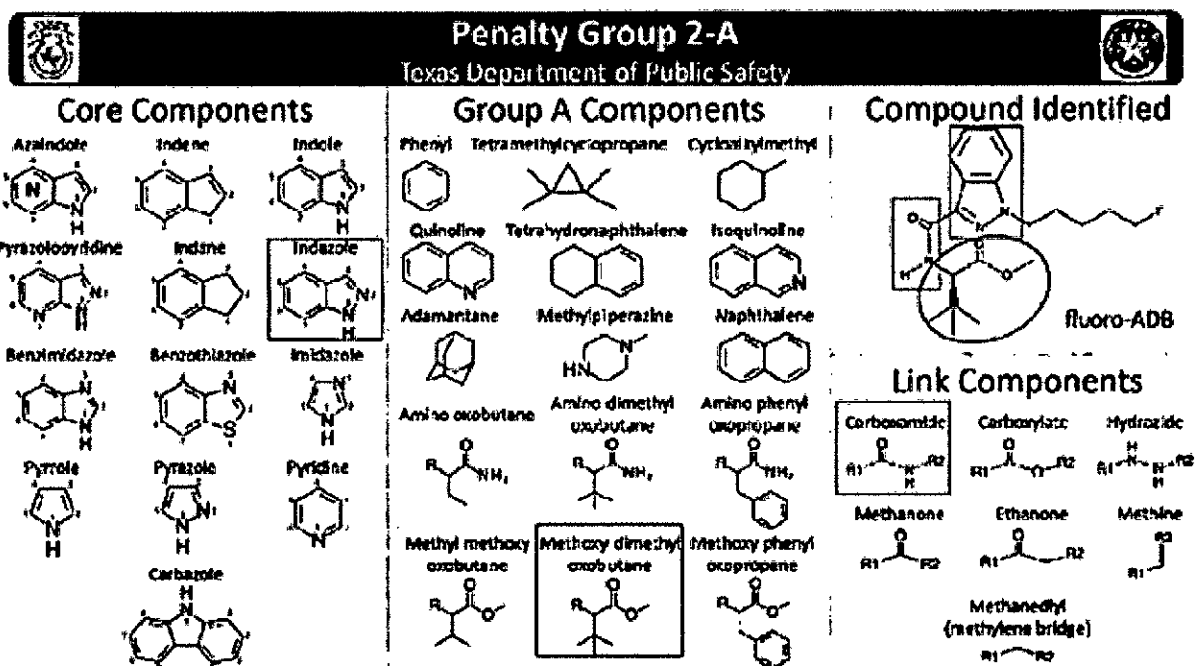 Penalty Group 2-A
Texas Department of Public Safety
Core Components
Azaindole Indene Indole
Pyrazolopyridine Indane Indazole
Benzimidazole Benzothiazole Imidazole
Pyrrole Pyrazole Pyridine
Carbazole
Group A Components
Phenyl Tetramethylcyclopropane Cycloalkylmethyl
Quinoline Tetrahydronaphthalene Isoquinoline
Adamantane Methylpiperazine Naphthalene
Amino oxobutane
Amino dimethyl
oxobutane
Amino phenyl
oxopropane
Methyl methoxy
oxobutane
Methoxy dimethyl
oxobutane
Methoxy phenyl
oxopropane
Compound Identified
fluoro-ADB
Link Components
Carboxamide Carboxylate Hydrazide
Methanone Ethanone Methine
Methanediyl
(methylene bridge)